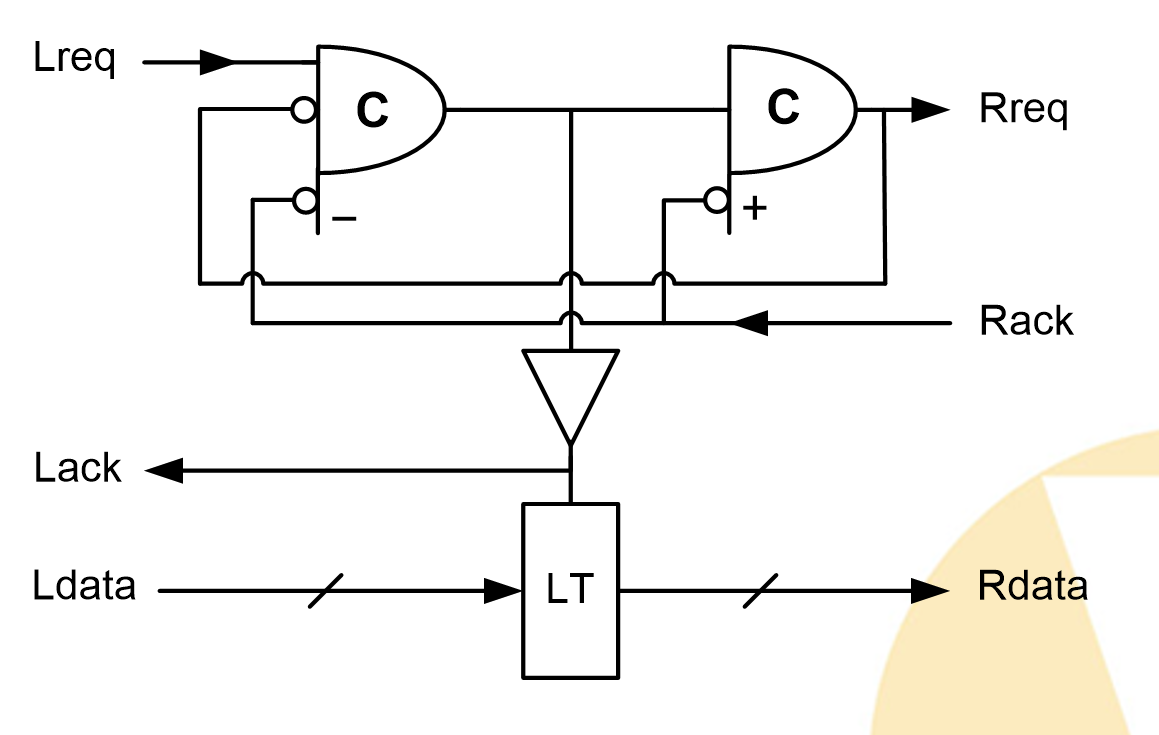 Lreq
C
C
Rreq
−
+
Rack
Lack
Ldata
LT
Rdata